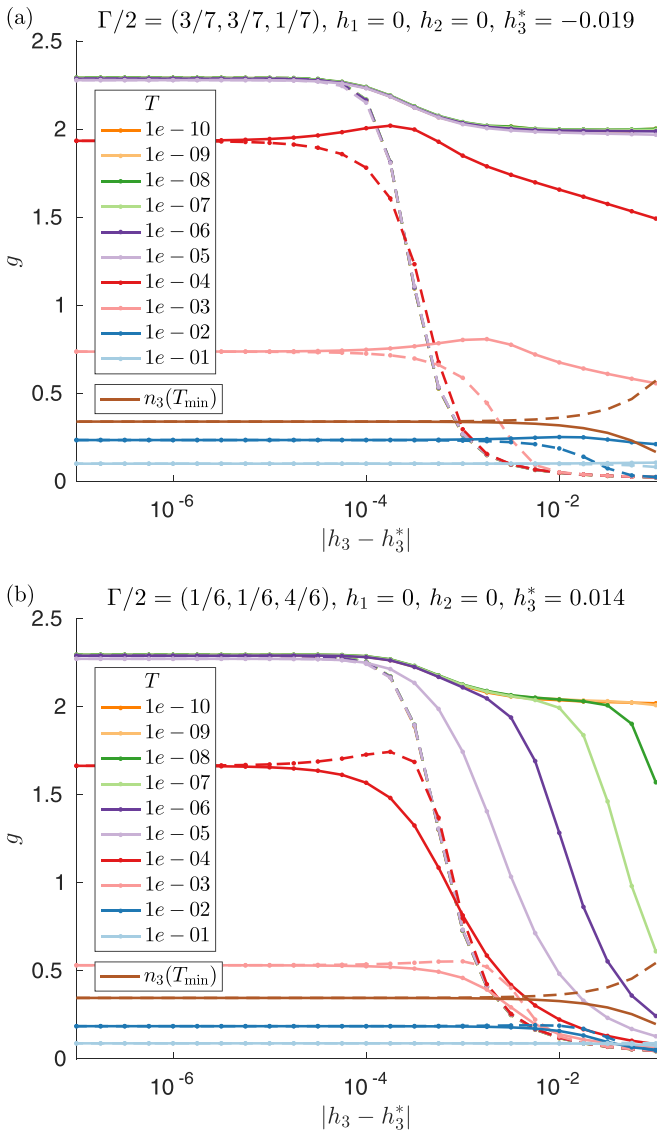 (a) Γ/2 = (3/7, 3/7, 1/7), h₁ = 0, h₂ = 0, h₃* = −0.019
2.5
2
1.5
1
0.5
0
g
T
1e − 10
1e − 09
1e − 08
1e − 07
1e − 06
1e − 05
1e − 04
1e − 03
1e − 02
1e − 01
n₃(T_min)
10⁻⁶ 10⁻⁴ 10⁻²
|h₃ − h₃*|
(b) Γ/2 = (1/6, 1/6, 4/6), h₁ = 0, h₂ = 0, h₃* = 0.014
2.5
2
1.5
1
0.5
0
g
T
1e − 10
1e − 09
1e − 08
1e − 07
1e − 06
1e − 05
1e − 04
1e − 03
1e − 02
1e − 01
n₃(T_min)
10⁻⁶ 10⁻⁴ 10⁻²
|h₃ − h₃*|